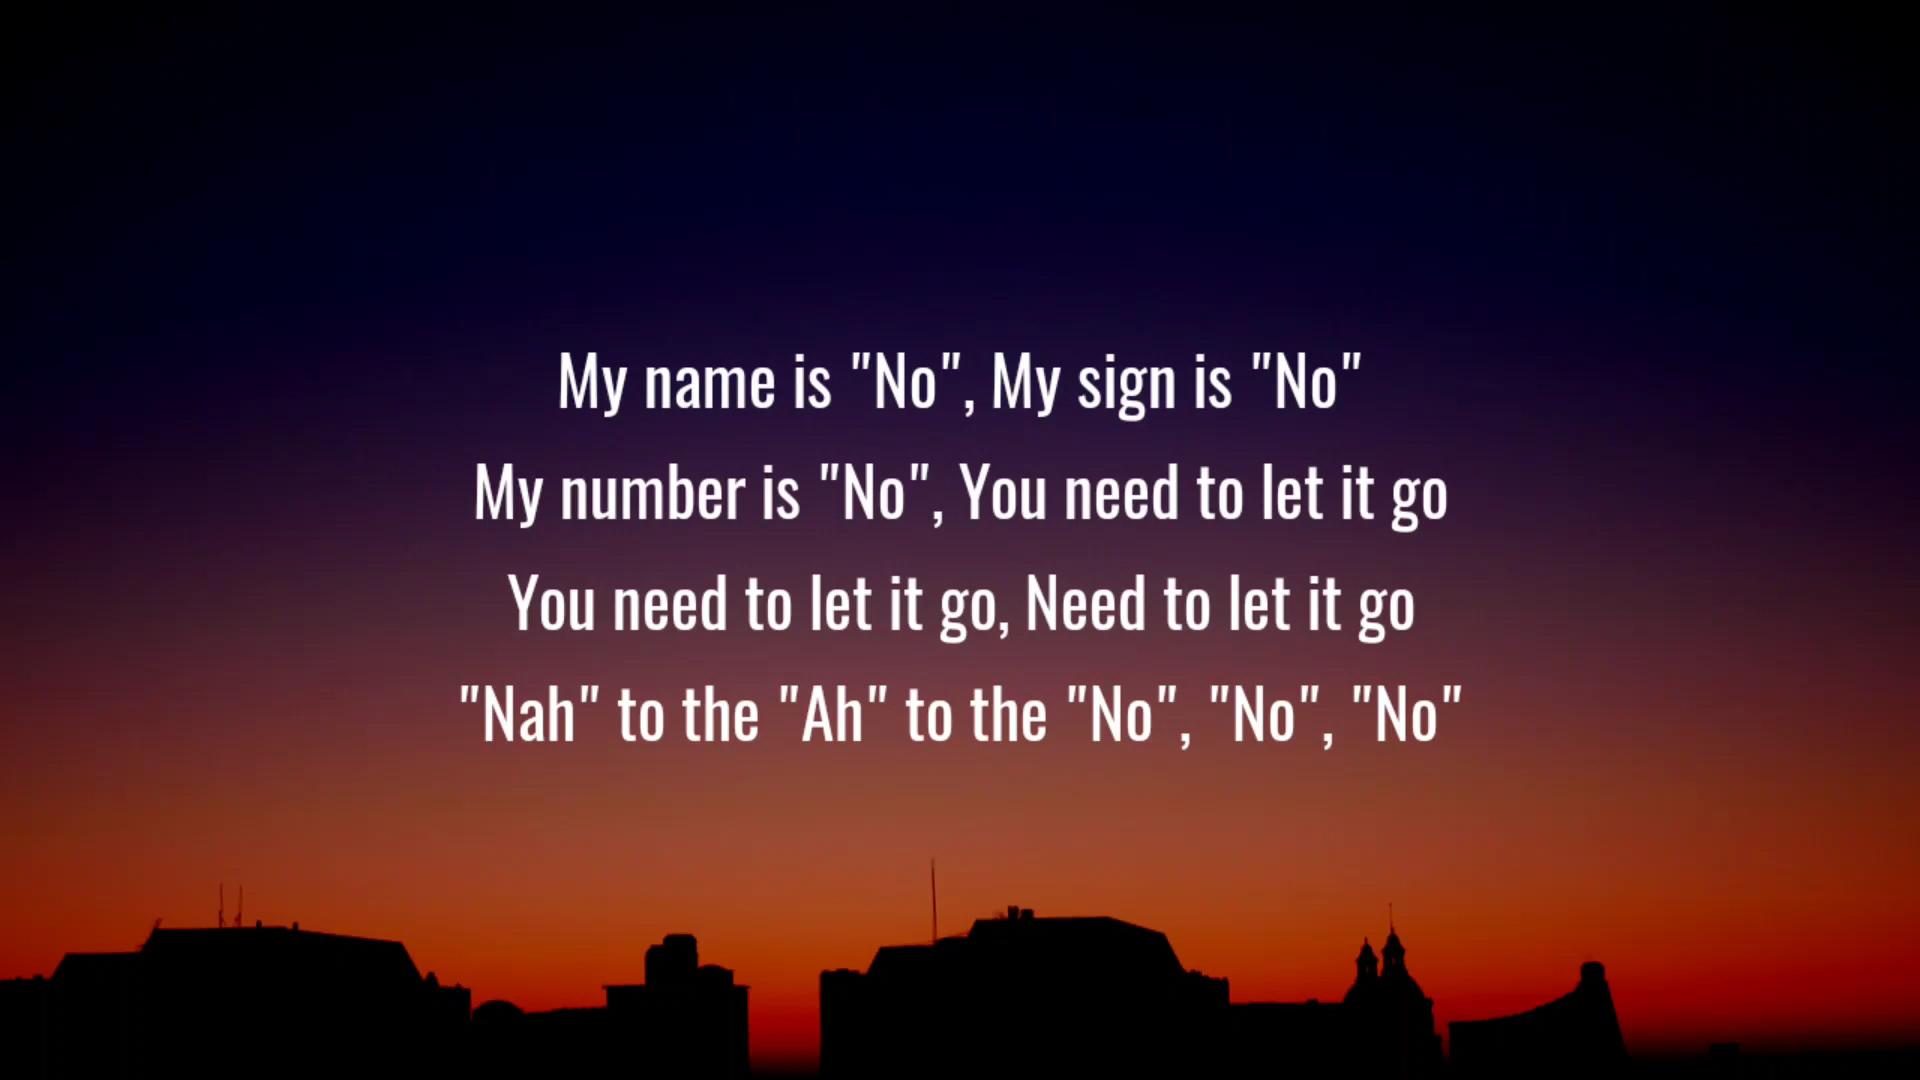 My name is "No", My sign is "No"
My number is "No", You need to let it go
You need to let it go, Need to let it go
"Nah" to the "Ah" to the "No", "No", "No"